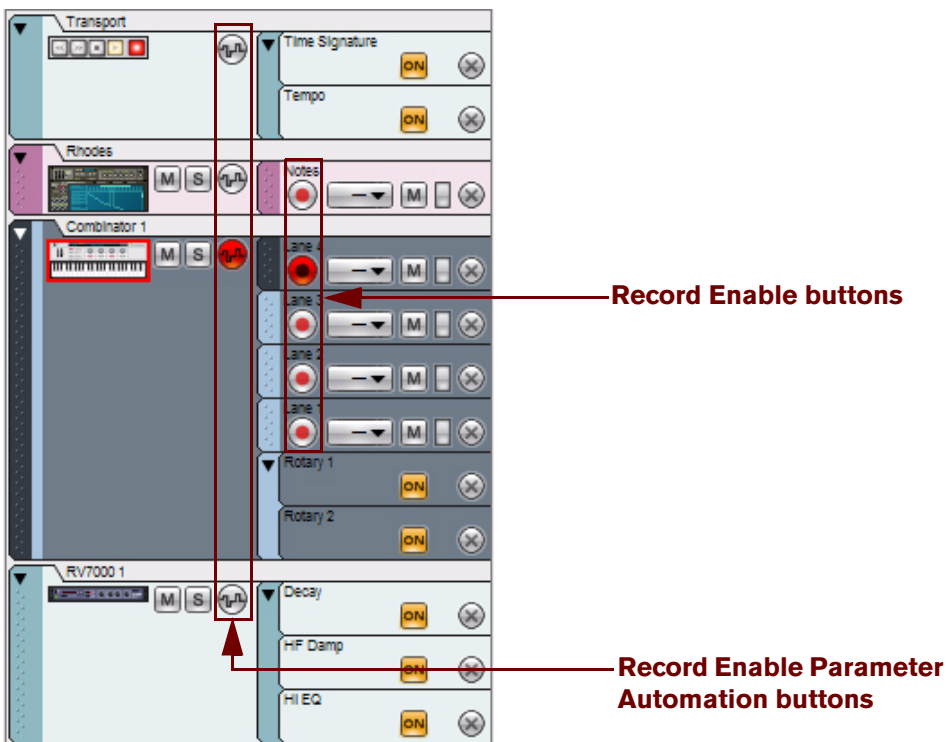 Transport
Time Signature
ON
Tempo
ON
Rhodes
M S
Notes
M
Combinator 1
M S
Lane 4
M
Lane 3
M
Lane 2
M
Lane 1
M
Rotary 1
ON
Rotary 2
ON
RV7000 1
M S
Decay
ON
HF Damp
ON
HI EQ
ON
Record Enable buttons
Record Enable Parameter
Automation buttons